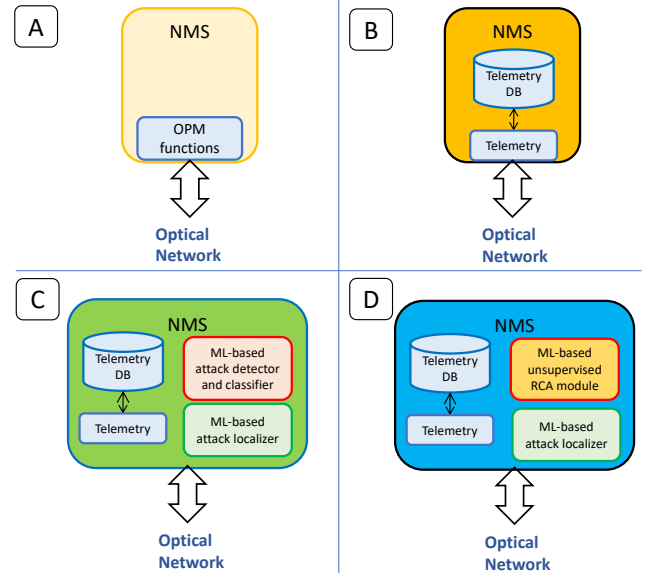 A
NMS
OPM
functions
Optical
Network
B
NMS
Telemetry
DB
Telemetry
Optical
Network
C
NMS
Telemetry
DB
Telemetry
ML-based
attack detector
and classifier
ML-based
attack localizer
Optical
Network
D
NMS
Telemetry
DB
Telemetry
ML-based
unsupervised
RCA module
ML-based
attack localizer
Optical
Network